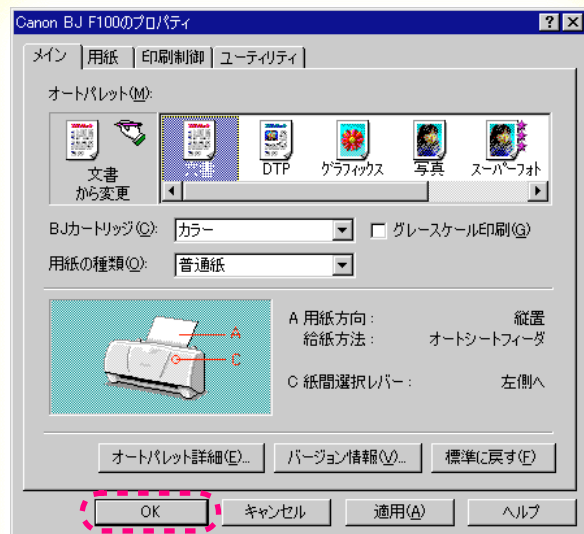 Canon BJ F100のプロパティ
メイン 用紙 印刷制御 ユーティリティ
オートパレット(M):
文書
から変更
文書 DTP グラフィックス 写真 スーパーフォト
BJカートリッジ(C): カラー グレースケール印刷(G)
用紙の種類(O): 普通紙
A
C
A 用紙方向: 縦置
給紙方法: オートシートフィーダ
C 紙間選択レバー: 左側へ
オートパレット詳細(E)... バージョン情報(V)... 標準に戻す(F)
OK キャンセル 適用(A) ヘルプ